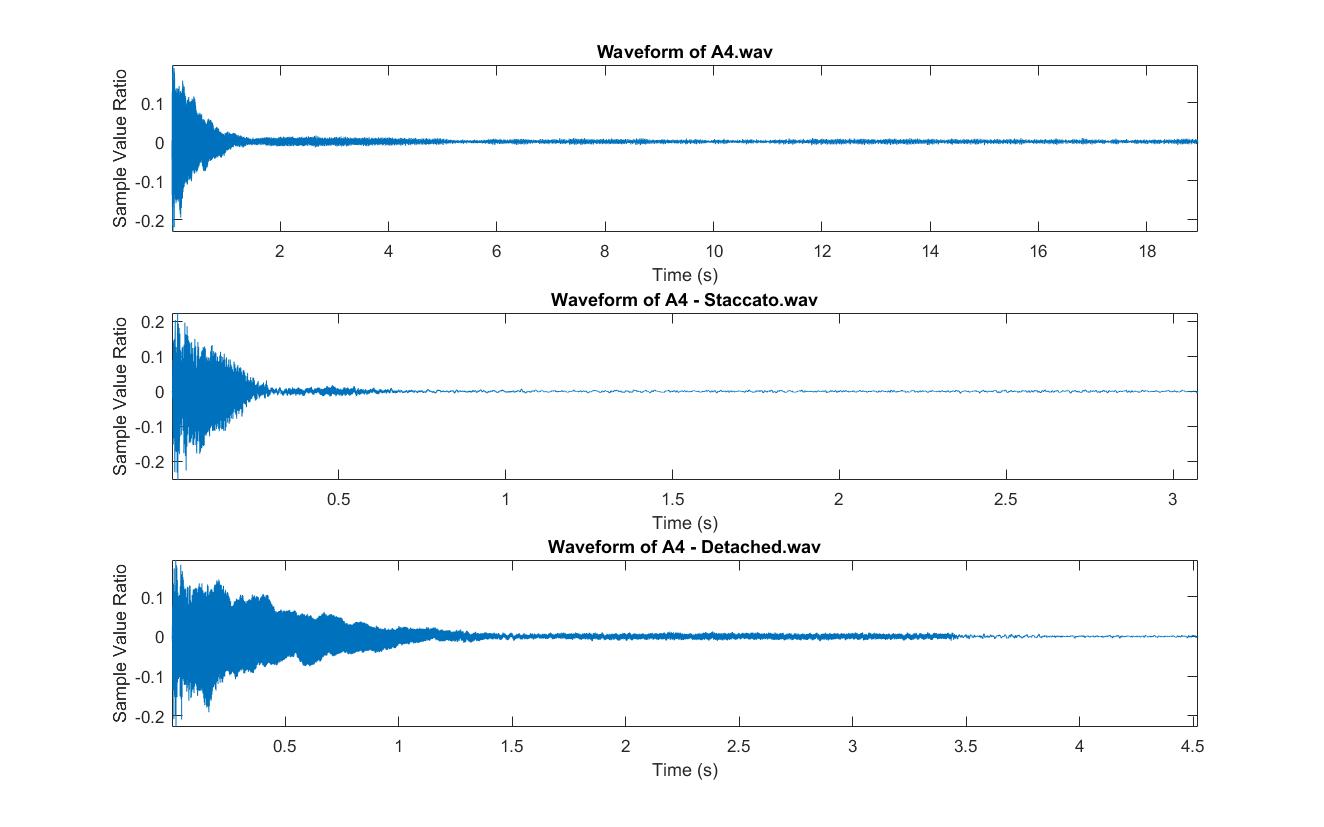 Waveform of A4.wav
Sample Value Ratio
0.1
0
-0.1
-0.2
2 4 6 8 10 12 14 16 18
Time (s)
Waveform of A4 - Staccato.wav
Sample Value Ratio
0.2
0.1
0
-0.1
-0.2
0.5 1 1.5 2 2.5 3
Time (s)
Waveform of A4 - Detached.wav
Sample Value Ratio
0.1
0
-0.1
-0.2
0.5 1 1.5 2 2.5 3 3.5 4 4.5
Time (s)